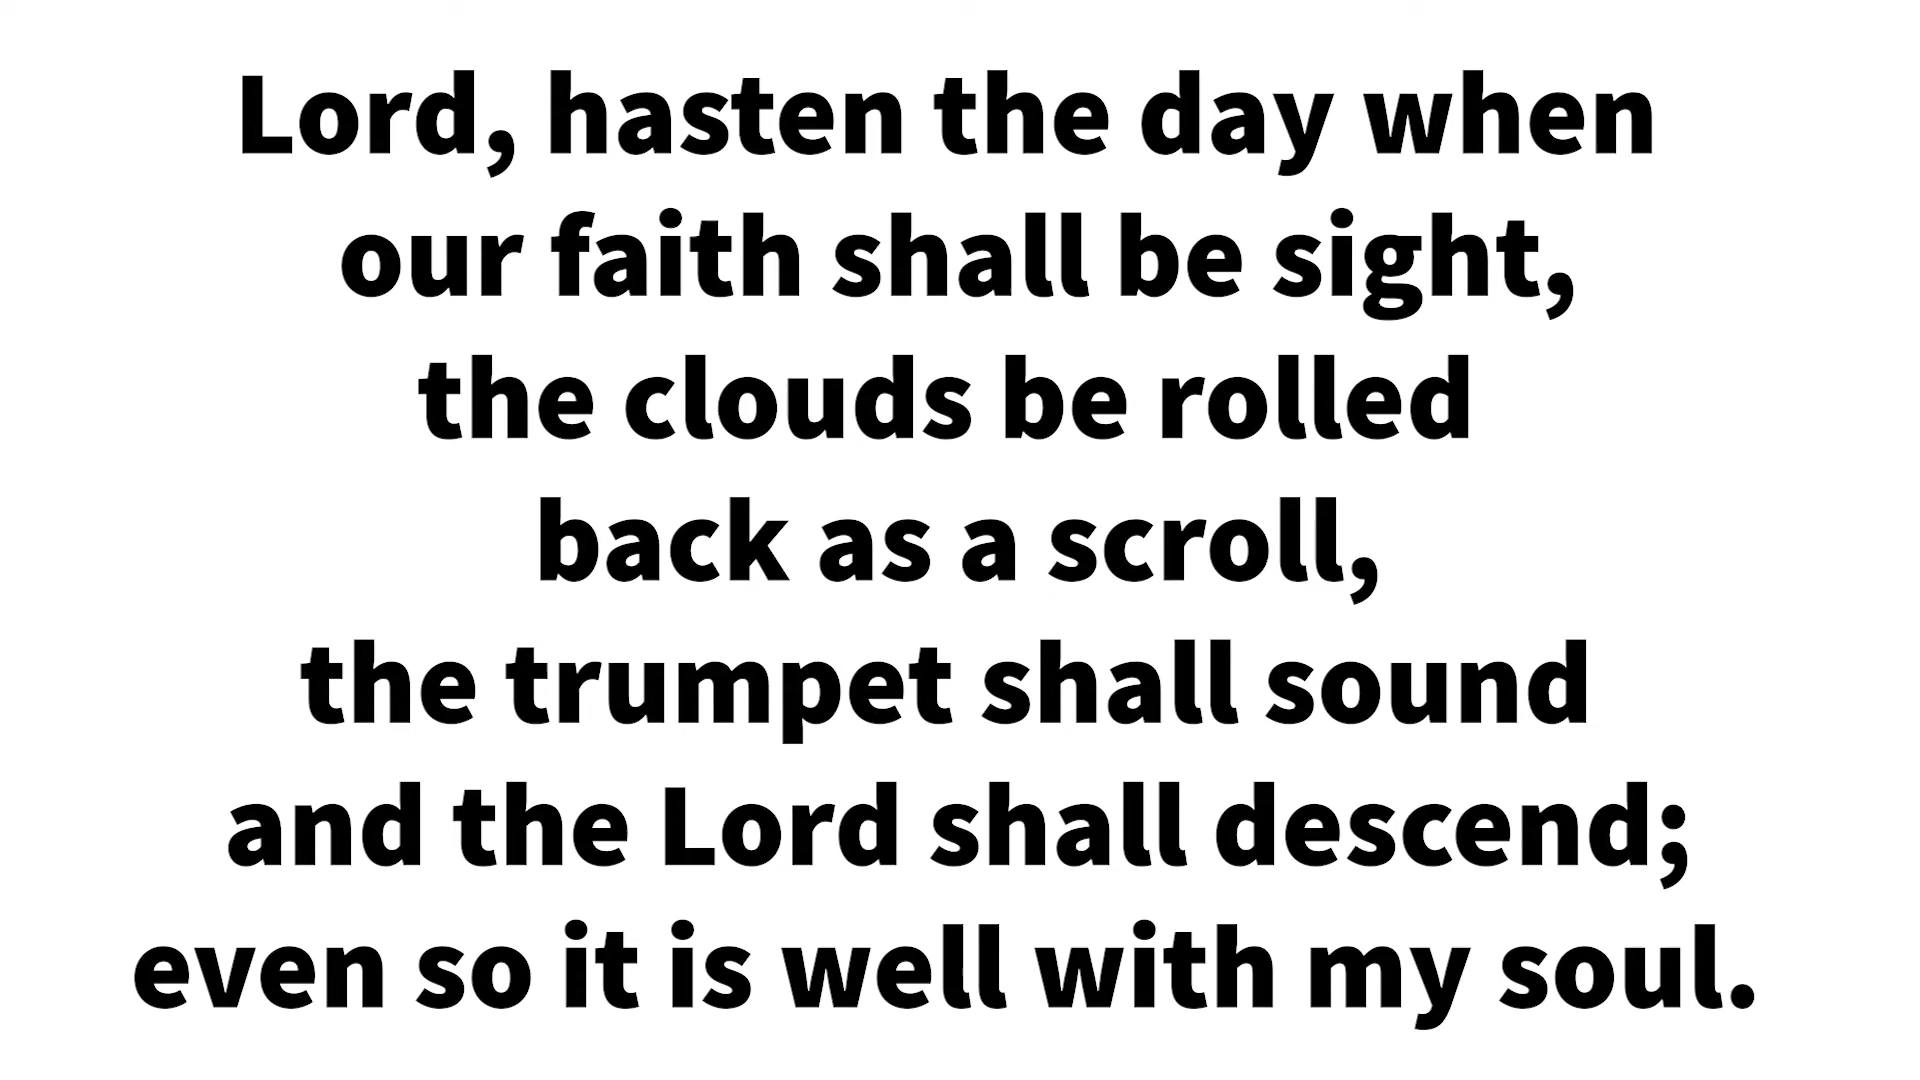 Lord, hasten the day when
our faith shall be sight,
the clouds be rolled
back as a scroll,
the trumpet shall sound
and the Lord shall descend;
even so it is well with my soul.